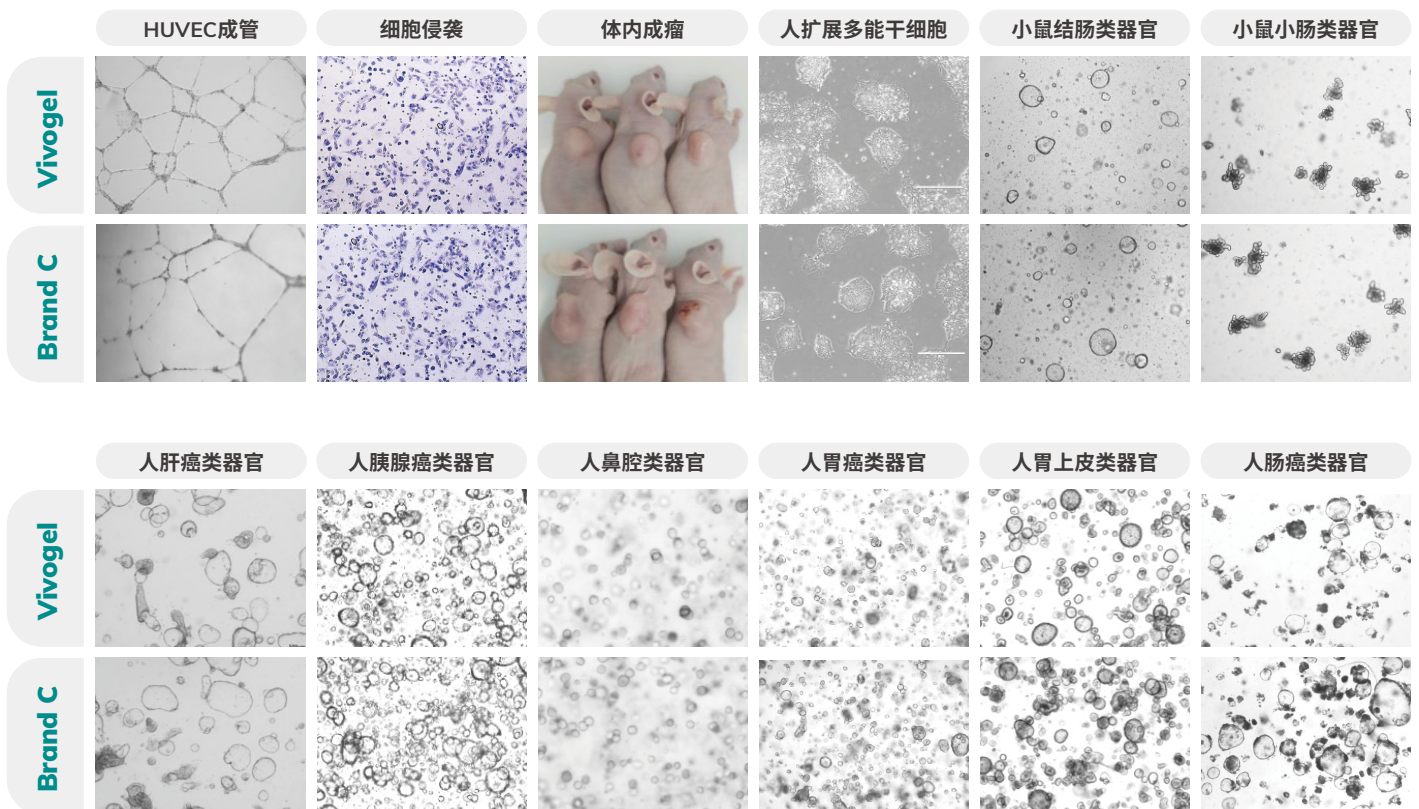 HUVEC成管
细胞侵袭
体内成瘤
人扩展多能干细胞
小鼠结肠类器官
小鼠小肠类器官
Vivogel
Brand C
人肝癌类器官
人胰腺癌类器官
人鼻腔类器官
人胃癌类器官
人胃上皮类器官
人肠癌类器官
Vivogel
Brand C